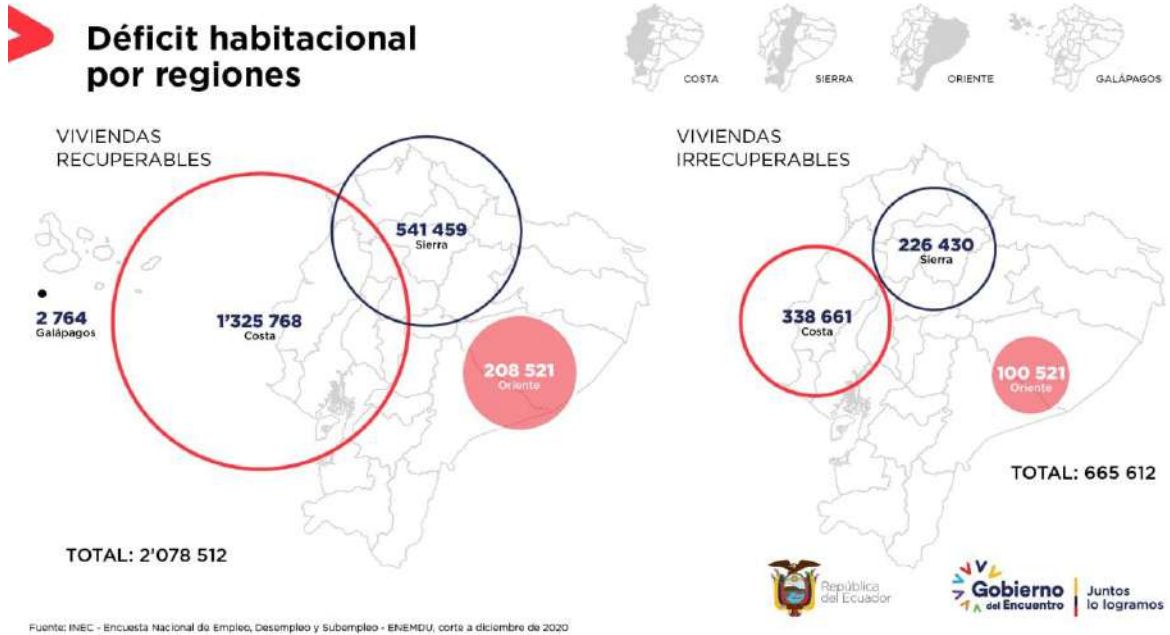 Déficit habitacional
por regiones
COSTA
SIERRA
ORIENTE
GALÁPAGOS
VIVIENDAS
RECUPERABLES
541 459
Sierra
2 764
Galápagos
1'325 768
Costa
208 521
Oriente
TOTAL: 2'078 512
VIVIENDAS
IRRECUPERABLES
226 430
Sierra
338 661
Costa
100 521
Oriente
TOTAL: 665 612
República
del Ecuador
Gobierno
del Encuentro
Juntos
lo logramos
Fuente: INEC - Encuesta Nacional de Empleo, Desempleo y Subempleo - ENEMDU, corte a diciembre de 2020